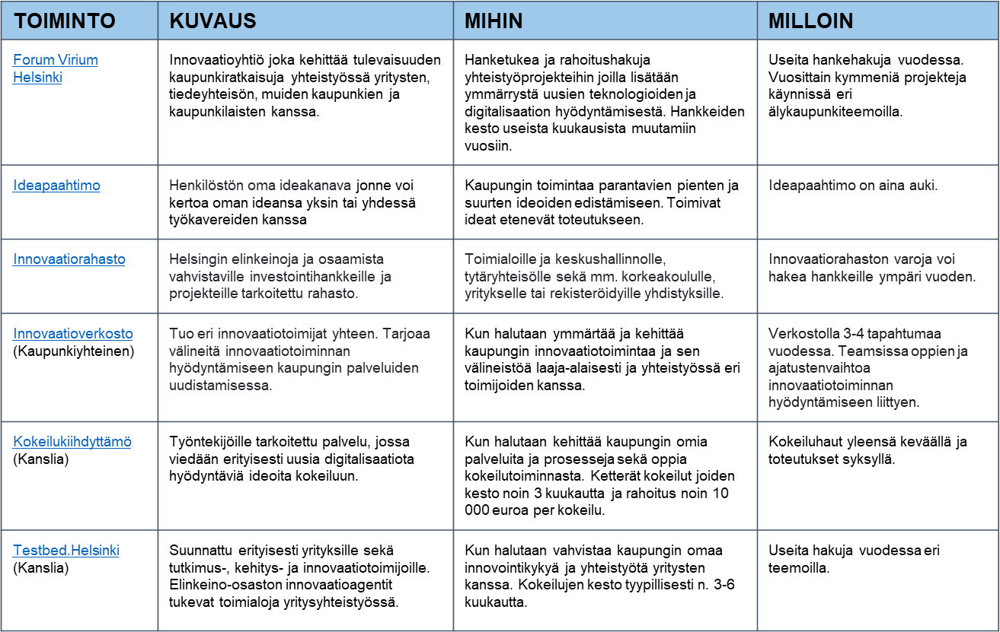 TOIMINTO
KUVAUS
MIHIN
MILLOIN
Forum Virium
Helsinki
Innovaatioyhtiö joka kehittää tulevaisuuden
kaupunkiratkaisuja yhteistyössä yritysten,
tiedeyhteisön, muiden kaupunkien ja
kaupunkilaisten kanssa.
Hanketukea ja rahoitushakuja
yhteistyöprojekteihin joilla lisätään
ymmärrystä uusien teknologioiden ja
digitalisaation hyödyntämisestä. Hankkeiden
kesto useista kuukausista muutamiin
vuosiin.
Useita hankehakuja vuodessa.
Vuosittain kymmeniä projekteja
käynnissä eri
älykaupunkiteemoilla.
Ideapaahtimo
Henkilöstön oma ideakanava jonne voi
kertoa oman ideansa yksin tai yhdessä
työkavereiden kanssa
Kaupungin toimintaa parantavien pienten ja
suurten ideoiden edistämiseen. Toimivat
ideat etenevät toteutukseen.
Ideapaahtimo on aina auki.
Innovaatiorahasto
Helsingin elinkeinoja ja osaamista
vahvistaville investointihankkeille ja
projekteille tarkoitettu rahasto.
Toimialoille ja keskushallinnolle,
tytäryhteisölle sekä mm. korkeakoululle,
yritykselle tai rekisteröidyille yhdistyksille.
Innovaatiorahaston varoja voi
hakea hankkeille ympäri vuoden.
Innovaatioverkosto
(Kaupunkiyhteinen)
Tuo eri innovaatiotoimijat yhteen. Tarjoaa
välineitä innovaatiotoiminnan
hyödyntämiseen kaupungin palveluiden
uudistamisessa.
Kun halutaan ymmärtää ja kehittää
kaupungin innovaatiotoimintaa ja sen
välineistöä laaja-alaisesti ja yhteistyössä eri
toimijoiden kanssa.
Verkostolla 3-4 tapahtumaa
vuodessa. Teamsissa oppien ja
ajatustenvaihtoa
innovaatiotoiminnan
hyödyntämiseen liittyen.
Kokeilukiihdyttämö
(Kanslia)
Työntekijöille tarkoitettu palvelu, jossa
viedään erityisesti uusia digitalisaatiota
hyödyntäviä ideoita kokeiluun.
Kun halutaan kehittää kaupungin omia
palveluita ja prosesseja sekä oppia
kokeilutoiminnasta. Ketterät kokeilut joiden
kesto noin 3 kuukautta ja rahoitus noin 10
000 euroa per kokeilu.
Kokeiluhaut yleensä keväällä ja
toteutukset syksyllä.
Testbed.Helsinki
(Kanslia)
Suunnattu erityisesti yrityksille sekä
tutkimus-, kehitys- ja innovaatiotoimijoille.
Elinkeino-osaston innovaatioagentit
tukevat toimialoja yritysyhteistyössä.
Kun halutaan vahvistaa kaupungin omaa
innovointikykyä ja yhteistyötä yritysten
kanssa. Kokeilujen kesto tyypillisesti n. 3-6
kuukautta.
Useita hakuja vuodessa eri
teemoilla.